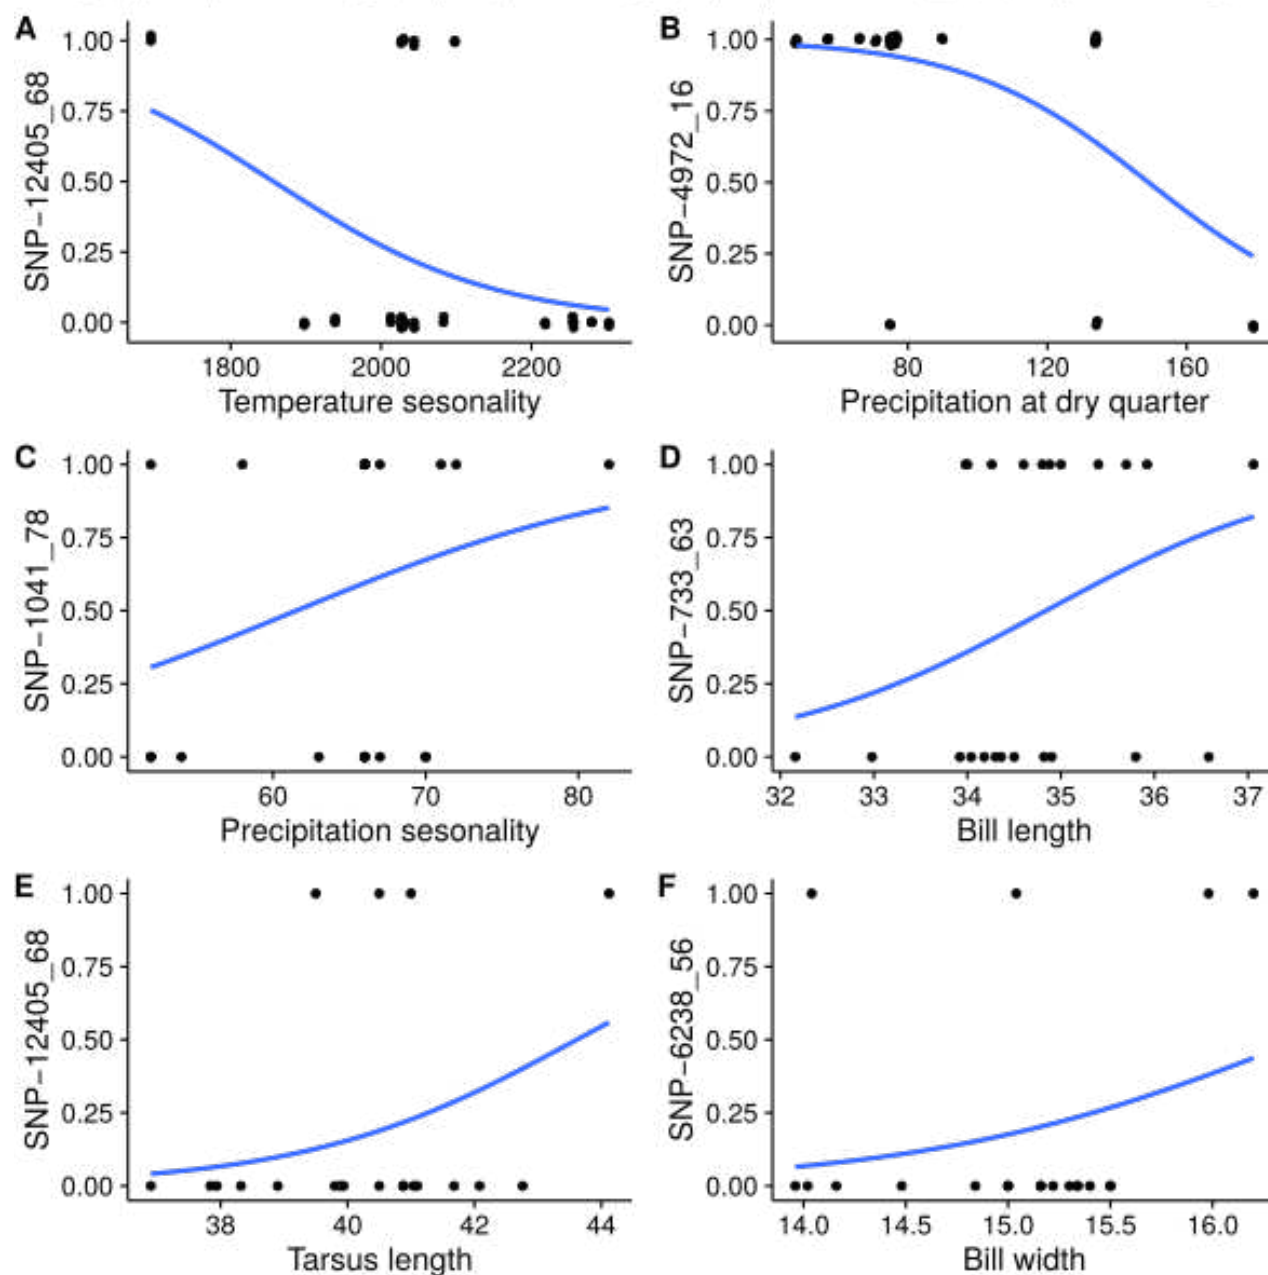 A
SNP−12405_68
1.00
0.75
0.50
0.25
0.00
1800 2000 2200
Temperature sesonality
B
SNP−4972_16
1.00
0.75
0.50
0.25
0.00
80 120 160
Precipitation at dry quarter
C
SNP−1041_78
1.00
0.75
0.50
0.25
0.00
60 70 80
Precipitation sesonality
D
SNP−733_63
1.00
0.75
0.50
0.25
0.00
32 33 34 35 36 37
Bill length
E
SNP−12405_68
1.00
0.75
0.50
0.25
0.00
38 40 42 44
Tarsus length
F
SNP−6238_56
1.00
0.75
0.50
0.25
0.00
14.0 14.5 15.0 15.5 16.0
Bill width